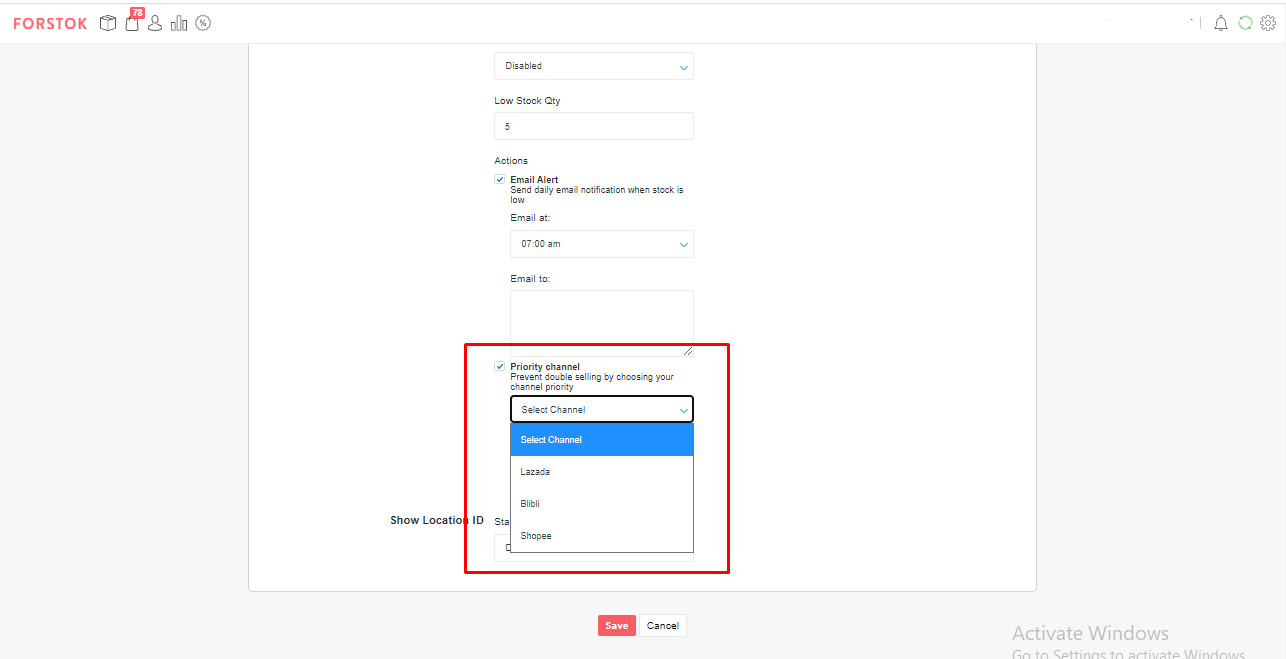 FORSTOK
78
Disabled
Low Stock Qty
5
Actions
Email Alert
Send daily email notification when stock is
low
Email at:
07:00 am
Email to:
Priority channel
Prevent double selling by choosing your
channel priority
Select Channel
Select Channel
Lazada
Blibli
Shopee
Show Location ID
Sta
Save
Cancel
Activate Windows
Go to Settings to activate Windows.